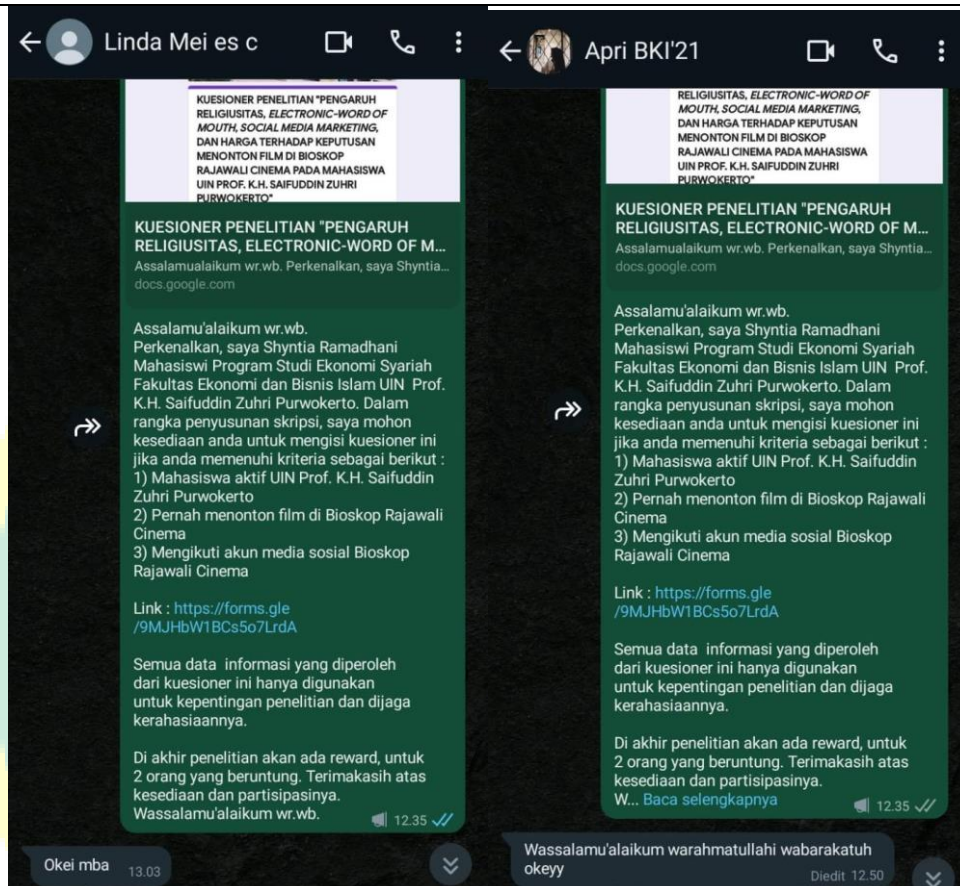 Linda Mei es c
KUESIONER PENELITIAN "PENGARUH
RELIGIUSITAS, ELECTRONIC-WORD OF
MOUTH, SOCIAL MEDIA MARKETING,
DAN HARGA TERHADAP KEPUTUSAN
MENONTON FILM DI BIOSKOP
RAJAWALI CINEMA PADA MAHASISWA
UIN PROF. K.H. SAIFUDDIN ZUHRI
PURWOKERTO"
KUESIONER PENELITIAN "PENGARUH
RELIGIUSITAS, ELECTRONIC-WORD OF M...
Assalamualaikum wr.wb. Perkenalkan, saya Shyntia...
docs.google.com
Assalamu'alaikum wr.wb.
Perkenalkan, saya Shyntia Ramadhani
Mahasiswi Program Studi Ekonomi Syariah
Fakultas Ekonomi dan Bisnis Islam UIN Prof.
K.H. Saifuddin Zuhri Purwokerto. Dalam
rangka penyusunan skripsi, saya mohon
kesediaan anda untuk mengisi kuesioner ini
jika anda memenuhi kriteria sebagai berikut :
1) Mahasiswa aktif UIN Prof. K.H. Saifuddin
Zuhri Purwokerto
2) Pernah menonton film di Bioskop Rajawali
Cinema
3) Mengikuti akun media sosial Bioskop
Rajawali Cinema
Link : https://forms.gle
/9MJHbW1BCs5o7LrdA
Semua data informasi yang diperoleh
dari kuesioner ini hanya digunakan
untuk kepentingan penelitian dan dijaga
kerahasiaannya.
Di akhir penelitian akan ada reward, untuk
2 orang yang beruntung. Terimakasih atas
kesediaan dan partisipasinya.
Wassalamu'alaikum wr.wb.
12.35
Okei mba 13.03
Apri BKI'21
RELIGIUSITAS, ELECTRONIC-WORD OF
MOUTH, SOCIAL MEDIA MARKETING,
DAN HARGA TERHADAP KEPUTUSAN
MENONTON FILM DI BIOSKOP
RAJAWALI CINEMA PADA MAHASISWA
UIN PROF. K.H. SAIFUDDIN ZUHRI
PURWOKERTO"
KUESIONER PENELITIAN "PENGARUH
RELIGIUSITAS, ELECTRONIC-WORD OF M...
Assalamualaikum wr.wb. Perkenalkan, saya Shyntia...
docs.google.com
Assalamu'alaikum wr.wb.
Perkenalkan, saya Shyntia Ramadhani
Mahasiswi Program Studi Ekonomi Syariah
Fakultas Ekonomi dan Bisnis Islam UIN Prof.
K.H. Saifuddin Zuhri Purwokerto. Dalam
rangka penyusunan skripsi, saya mohon
kesediaan anda untuk mengisi kuesioner ini
jika anda memenuhi kriteria sebagai berikut :
1) Mahasiswa aktif UIN Prof. K.H. Saifuddin
Zuhri Purwokerto
2) Pernah menonton film di Bioskop Rajawali
Cinema
3) Mengikuti akun media sosial Bioskop
Rajawali Cinema
Link : https://forms.gle
/9MJHbW1BCs5o7LrdA
Semua data informasi yang diperoleh
dari kuesioner ini hanya digunakan
untuk kepentingan penelitian dan dijaga
kerahasiaannya.
Di akhir penelitian akan ada reward, untuk
2 orang yang beruntung. Terimakasih atas
kesediaan dan partisipasinya.
W... Baca selengkapnya
12.35
Wassalamu'alaikum warahmatullahi wabarakatuh
okeyy
Diedit 12.50